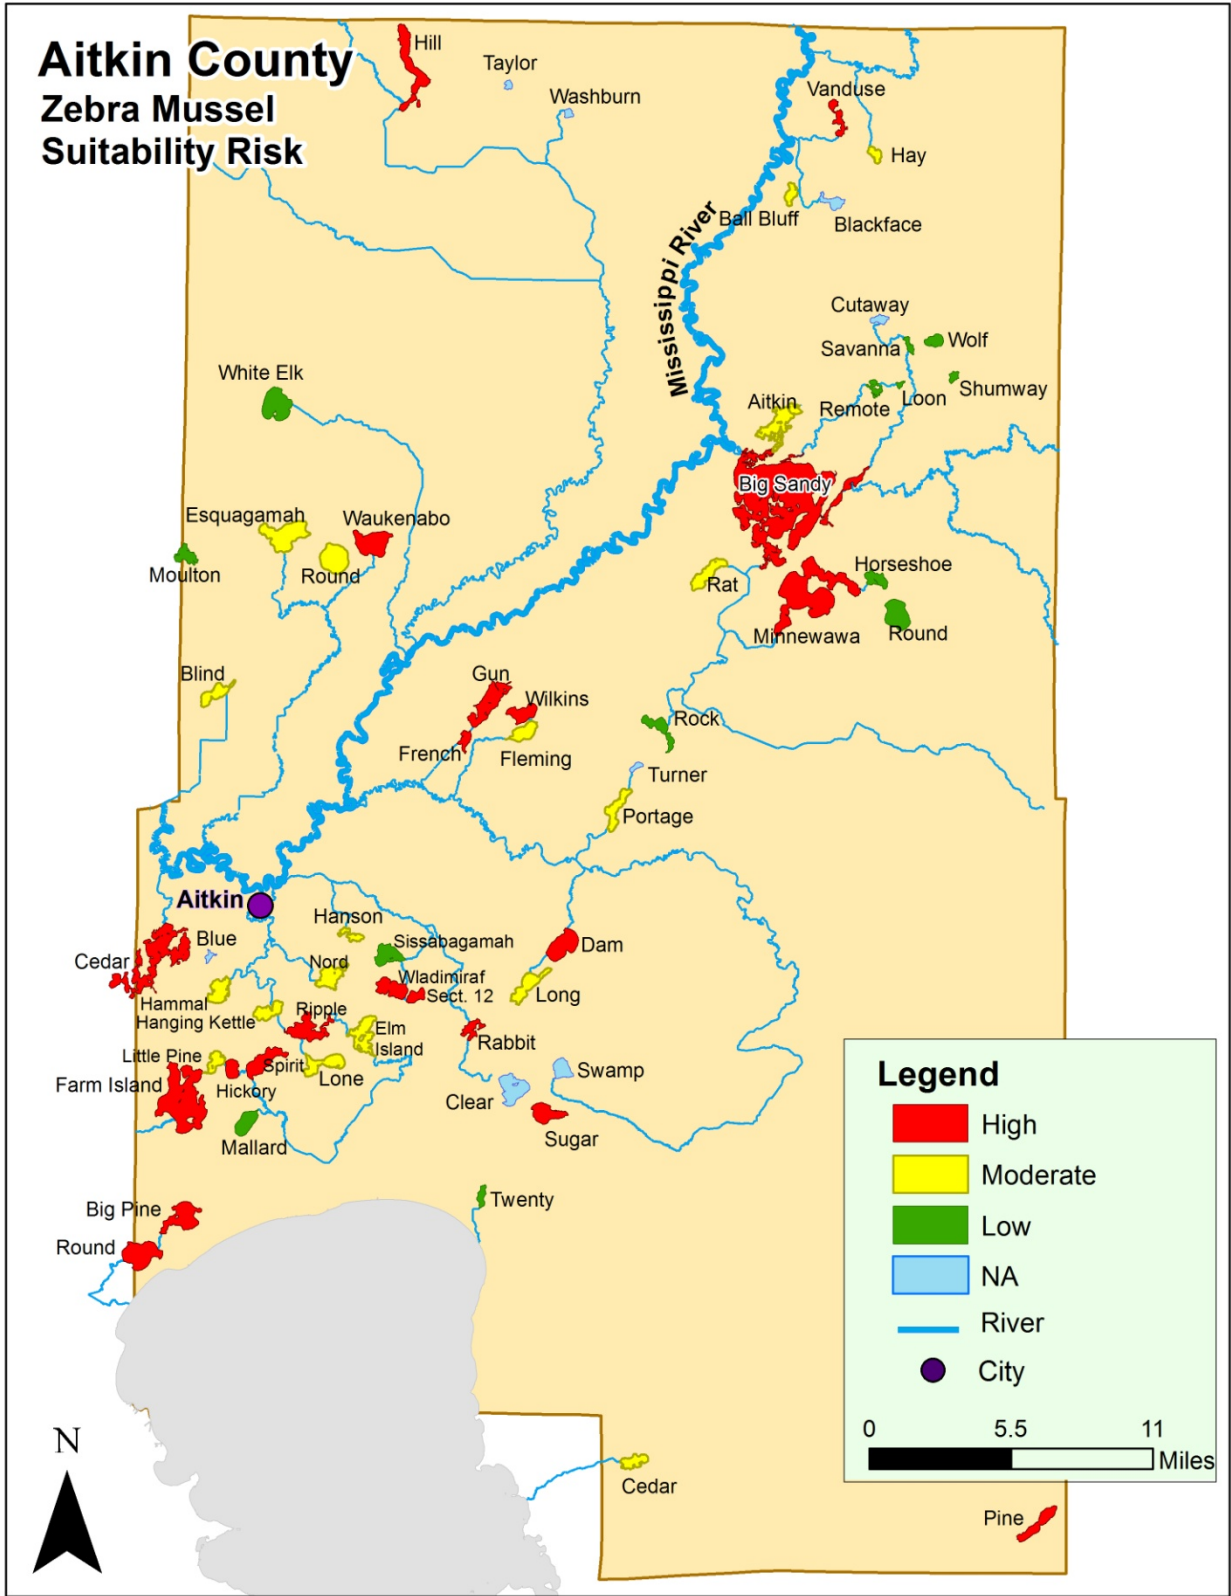 Aitkin County
Zebra Mussel
Suitability Risk
Hill
Taylor
Washburn
Vanduse
Hay
Ball Bluff
Blackface
Mississippi River
Cutaway
Savanna
Wolf
Shumway
Loon
Remote
Aitkin
Big Sandy
White Elk
Esquagamah
Waukenabo
Moulton
Round
Rat
Horseshoe
Minnewawa
Round
Blind
Gun
Wilkins
French
Fleming
Rock
Turner
Portage
Aitkin
Hanson
Sissabagamah
Blue
Cedar
Nord
Dam
Wladimiraf
Sect. 12
Long
Hammal
Hanging Kettle
Ripple
Elm
Island
Rabbit
Little Pine
Spirit
Farm Island
Hickory
Lone
Mallard
Clear
Swamp
Sugar
Twenty
Big Pine
Round
Cedar
Pine
N
Legend
High
Moderate
Low
NA
River
City
0 5.5 11
Miles